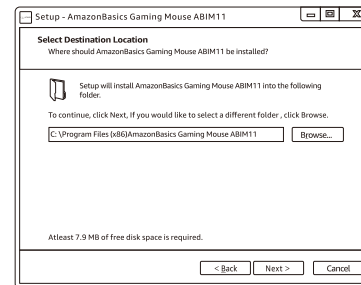 Setup - AmazonBasics Gaming Mouse ABIM11
Select Destination Location
Where should AmazonBasics Gaming Mouse ABIM11 be installed?
Setup will install AmazonBasics Gaming Mouse ABIM11 into the following
folder.
To continue, click Next, If you would like to select a different folder , click Browse.
C: \Program Files (x86)AmazonBasics Gaming Mouse ABIM11 Browse...
Atleast 7.9 MB of free disk space is required.
< Back Next > Cancel